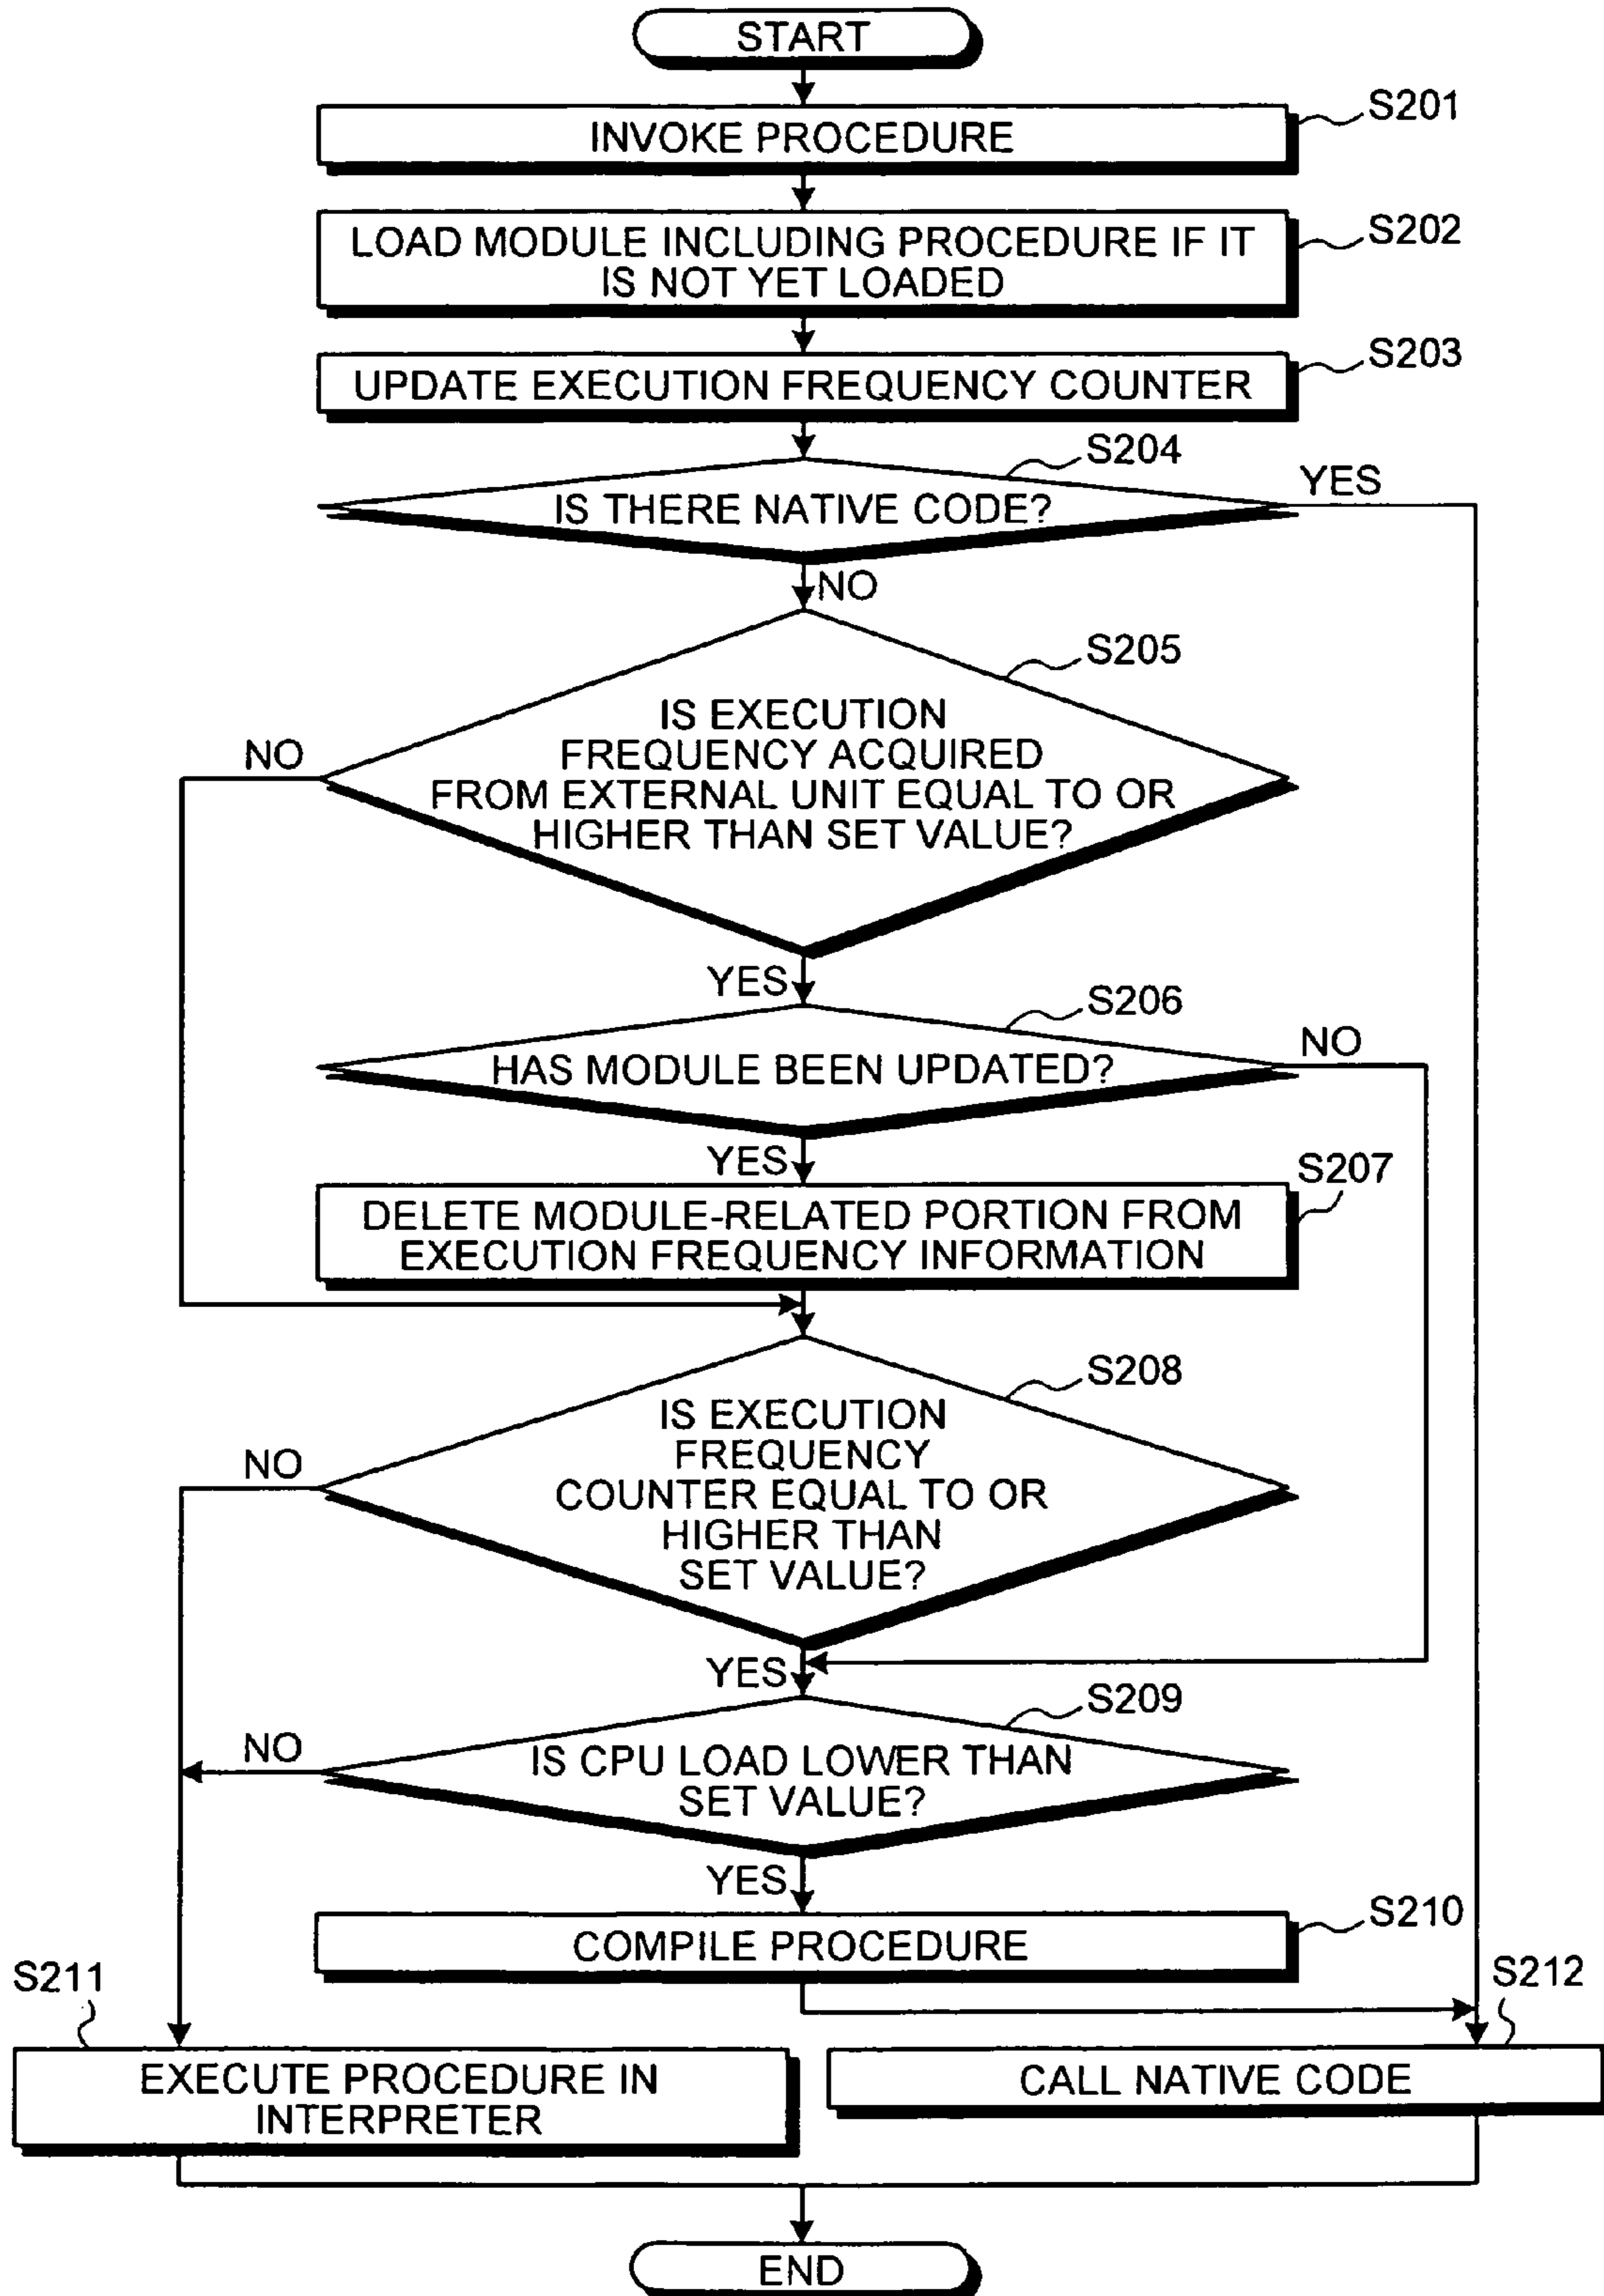 START
INVOKE PROCEDURE
S201
LOAD MODULE INCLUDING PROCEDURE IF IT
IS NOT YET LOADED
S202
UPDATE EXECUTION FREQUENCY COUNTER
S203
S204
IS THERE NATIVE CODE?
YES
NO
S205
IS EXECUTION
FREQUENCY ACQUIRED
FROM EXTERNAL UNIT EQUAL TO OR
HIGHER THAN SET VALUE?
NO
YES
S206
HAS MODULE BEEN UPDATED?
NO
YES
S207
DELETE MODULE-RELATED PORTION FROM
EXECUTION FREQUENCY INFORMATION
S208
IS EXECUTION
FREQUENCY
COUNTER EQUAL TO OR
HIGHER THAN
SET VALUE?
NO
YES
S209
IS CPU LOAD LOWER THAN
SET VALUE?
NO
YES
S210
COMPILE PROCEDURE
S211
EXECUTE PROCEDURE IN
INTERPRETER
S212
CALL NATIVE CODE
END